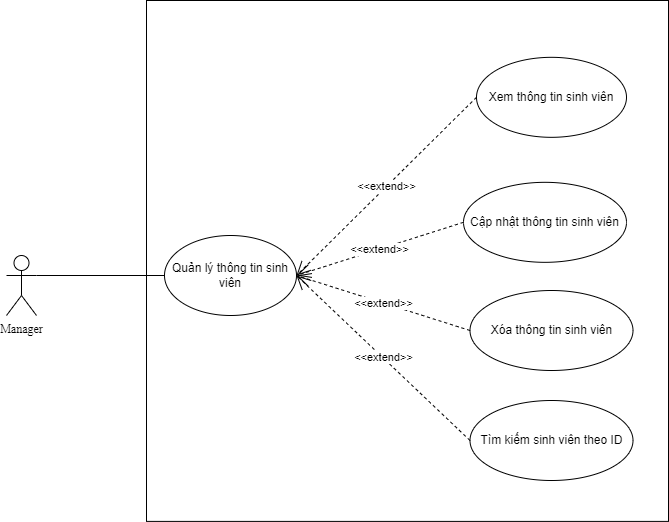 Xem thông tin sinh viên
<<extend>>
Cập nhật thông tin sinh viên
<<extend>>
Quản lý thông tin sinh
viên
<<extend>>
Xóa thông tin sinh viên
Manager
<<extend>>
Tìm kiếm sinh viên theo ID